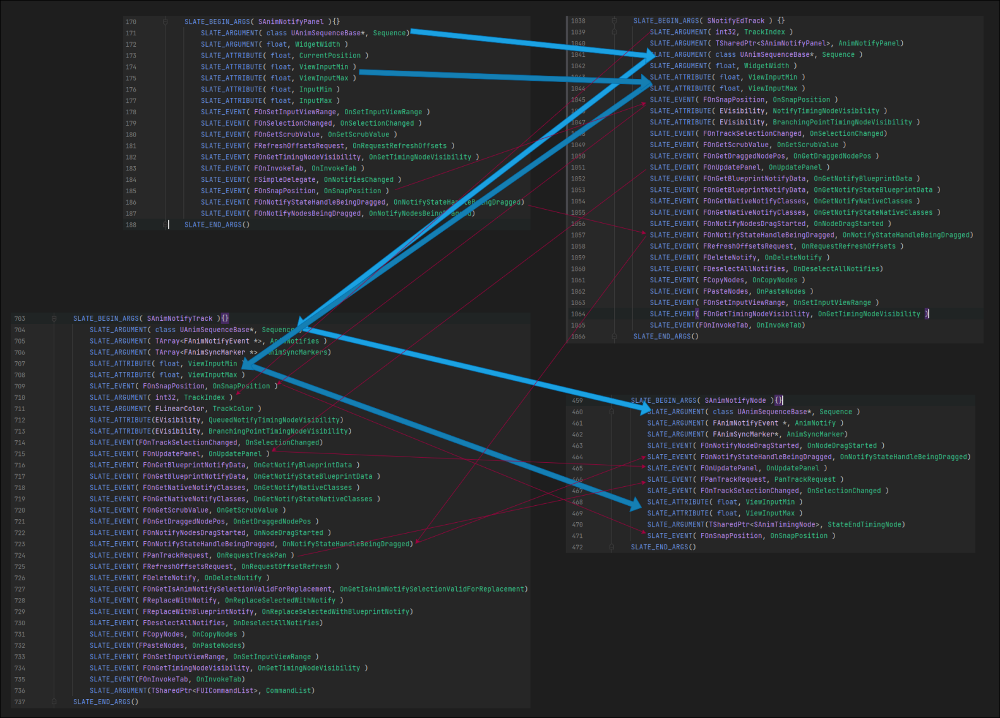 170 SLATE_BEGIN_ARGS( SAnimNotifyPanel ){}
171 SLATE_ARGUMENT( class UAnimSequenceBase*, Sequence)
172 SLATE_ARGUMENT( float, WidgetWidth )
173 SLATE_ATTRIBUTE( float, CurrentPosition )
174 SLATE_ATTRIBUTE( float, ViewInputMin )
175 SLATE_ATTRIBUTE( float, ViewInputMax )
176 SLATE_ATTRIBUTE( float, InputMin )
177 SLATE_ATTRIBUTE( float, InputMax )
178 SLATE_EVENT( FOnSetInputViewRange, OnSetInputViewRange )
179 SLATE_EVENT( FOnSelectionChanged, OnSelectionChanged )
180 SLATE_EVENT( FOnGetScrubValue, OnGetScrubValue )
181 SLATE_EVENT( FRefreshOffsetsRequest, OnRequestRefreshOffsets )
182 SLATE_EVENT( FOnGetTimingNodeVisibility, OnGetTimingNodeVisibility )
183 SLATE_EVENT( FOnInvokeTab, OnInvokeTab )
184 SLATE_EVENT( FSimpleDelegate, OnNotifiesChanged )
185 SLATE_EVENT( FOnSnapPosition, OnSnapPosition )
186 SLATE_EVENT( FOnNotifyStateHandleBeingDragged, OnNotifyStateHandleBeingDragged)
187 SLATE_EVENT( FOnNotifyNodesBeingDragged, OnNotifyNodesBeingDragged)
188 SLATE_END_ARGS()
1038 SLATE_BEGIN_ARGS( SNotifyEdTrack ) {}
1039 SLATE_ARGUMENT( int32, TrackIndex )
1040 SLATE_ARGUMENT( TSharedPtr<SAnimNotifyPanel>, AnimNotifyPanel)
1041 SLATE_ARGUMENT( class UAnimSequenceBase*, Sequence )
1042 SLATE_ARGUMENT( float, WidgetWidth )
1043 SLATE_ATTRIBUTE( float, ViewInputMin )
1044 SLATE_ATTRIBUTE( float, ViewInputMax )
1045 SLATE_EVENT( FOnSnapPosition, OnSnapPosition )
1046 SLATE_ATTRIBUTE( EVisibility, NotifyTimingNodeVisibility )
1047 SLATE_ATTRIBUTE( EVisibility, BranchingPointTimingNodeVisibility )
1048 SLATE_EVENT( FOnTrackSelectionChanged, OnSelectionChanged)
1049 SLATE_EVENT( FOnGetScrubValue, OnGetScrubValue )
1050 SLATE_EVENT( FOnGetDraggedNodePos, OnGetDraggedNodePos )
1051 SLATE_EVENT( FOnUpdatePanel, OnUpdatePanel )
1052 SLATE_EVENT( FOnGetBlueprintNotifyData, OnGetNotifyBlueprintData )
1053 SLATE_EVENT( FOnGetBlueprintNotifyData, OnGetNotifyStateBlueprintData )
1054 SLATE_EVENT( FOnGetNativeNotifyClasses, OnGetNotifyNativeClasses )
1055 SLATE_EVENT( FOnGetNativeNotifyClasses, OnGetNotifyStateNativeClasses )
1056 SLATE_EVENT( FOnNotifyNodesDragStarted, OnNodeDragStarted )
1057 SLATE_EVENT( FOnNotifyStateHandleBeingDragged, OnNotifyStateHandleBeingDragged)
1058 SLATE_EVENT( FRefreshOffsetsRequest, OnRequestRefreshOffsets )
1059 SLATE_EVENT( FDeleteNotify, OnDeleteNotify )
1060 SLATE_EVENT( FDeselectAllNotifies, OnDeselectAllNotifies)
1061 SLATE_EVENT( FCopyNodes, OnCopyNodes )
1062 SLATE_EVENT( FPasteNodes, OnPasteNodes )
1063 SLATE_EVENT( FOnSetInputViewRange, OnSetInputViewRange )
1064 SLATE_EVENT( FOnGetTimingNodeVisibility, OnGetTimingNodeVisibility )
1065 SLATE_EVENT(FOnInvokeTab, OnInvokeTab)
1066 SLATE_END_ARGS()
703 SLATE_BEGIN_ARGS( SAnimNotifyTrack ){}
704 SLATE_ARGUMENT( class UAnimSequenceBase*, Sequence )
705 SLATE_ARGUMENT( TArray<FAnimNotifyEvent *>, AnimNotifies )
706 SLATE_ARGUMENT( TArray<FAnimSyncMarker *>, AnimSyncMarkers)
707 SLATE_ATTRIBUTE( float, ViewInputMin )
708 SLATE_ATTRIBUTE( float, ViewInputMax )
709 SLATE_EVENT( FOnSnapPosition, OnSnapPosition )
710 SLATE_ARGUMENT( int32, TrackIndex )
711 SLATE_ARGUMENT( FLinearColor, TrackColor )
712 SLATE_ATTRIBUTE(EVisibility, QueuedNotifyTimingNodeVisibility)
713 SLATE_ATTRIBUTE(EVisibility, BranchingPointTimingNodeVisibility)
714 SLATE_EVENT(FOnTrackSelectionChanged, OnSelectionChanged)
715 SLATE_EVENT( FOnUpdatePanel, OnUpdatePanel )
716 SLATE_EVENT( FOnGetBlueprintNotifyData, OnGetNotifyBlueprintData )
717 SLATE_EVENT( FOnGetBlueprintNotifyData, OnGetNotifyStateBlueprintData )
718 SLATE_EVENT( FOnGetNativeNotifyClasses, OnGetNotifyNativeClasses )
719 SLATE_EVENT( FOnGetNativeNotifyClasses, OnGetNotifyStateNativeClasses )
720 SLATE_EVENT( FOnGetScrubValue, OnGetScrubValue )
721 SLATE_EVENT( FOnGetDraggedNodePos, OnGetDraggedNodePos )
722 SLATE_EVENT( FOnNotifyNodesDragStarted, OnNodeDragStarted )
723 SLATE_EVENT( FOnNotifyStateHandleBeingDragged, OnNotifyStateHandleBeingDragged)
724 SLATE_EVENT( FPanTrackRequest, OnRequestTrackPan )
725 SLATE_EVENT( FRefreshOffsetsRequest, OnRequestOffsetRefresh )
726 SLATE_EVENT( FDeleteNotify, OnDeleteNotify )
727 SLATE_EVENT( FOnGetIsAnimNotifySelectionValidForReplacement, OnGetIsAnimNotifySelectionValidForReplacement)
728 SLATE_EVENT( FReplaceWithNotify, OnReplaceSelectedWithNotify )
729 SLATE_EVENT( FReplaceWithBlueprintNotify, OnReplaceSelectedWithBlueprintNotify)
730 SLATE_EVENT( FDeselectAllNotifies, OnDeselectAllNotifies)
731 SLATE_EVENT( FCopyNodes, OnCopyNodes )
732 SLATE_EVENT(FPasteNodes, OnPasteNodes)
733 SLATE_EVENT( FOnSetInputViewRange, OnSetInputViewRange )
734 SLATE_EVENT( FOnGetTimingNodeVisibility, OnGetTimingNodeVisibility )
735 SLATE_EVENT(FOnInvokeTab, OnInvokeTab)
736 SLATE_ARGUMENT(TSharedPtr<FUICommandList>, CommandList)
737 SLATE_END_ARGS()
459 SLATE_BEGIN_ARGS( SAnimNotifyNode ){}
460 SLATE_ARGUMENT( class UAnimSequenceBase*, Sequence )
461 SLATE_ARGUMENT( FAnimNotifyEvent *, AnimNotify )
462 SLATE_ARGUMENT( FAnimSyncMarker*, AnimSyncMarker)
463 SLATE_EVENT( FOnNotifyNodeDragStarted, OnNodeDragStarted )
464 SLATE_EVENT( FOnNotifyStateHandleBeingDragged, OnNotifyStateHandleBeingDragged)
465 SLATE_EVENT( FOnUpdatePanel, OnUpdatePanel )
466 SLATE_EVENT( FPanTrackRequest, PanTrackRequest )
467 SLATE_EVENT( FOnTrackSelectionChanged, OnSelectionChanged )
468 SLATE_ATTRIBUTE( float, ViewInputMin )
469 SLATE_ATTRIBUTE( float, ViewInputMax )
470 SLATE_ARGUMENT(TSharedPtr<SAnimTimingNode>, StateEndTimingNode)
471 SLATE_EVENT( FOnSnapPosition, OnSnapPosition )
472 SLATE_END_ARGS()